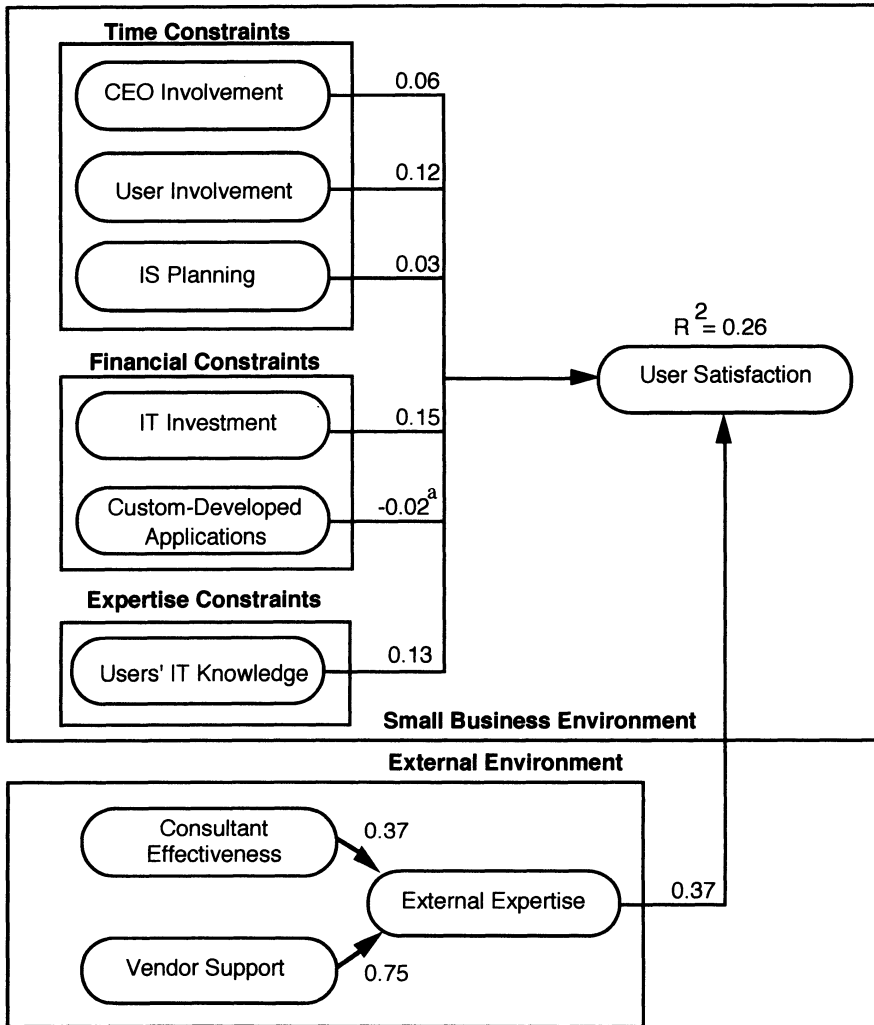 Time Constraints
CEO Involvement
0.06
User Involvement
0.12
IS Planning
0.03
R² = 0.26
User Satisfaction
Financial Constraints
IT Investment
0.15
Custom-Developed
Applications
-0.02ᵃ
Expertise Constraints
Users' IT Knowledge
0.13
Small Business Environment
External Environment
Consultant
Effectiveness
0.37
External Expertise
0.37
Vendor Support
0.75